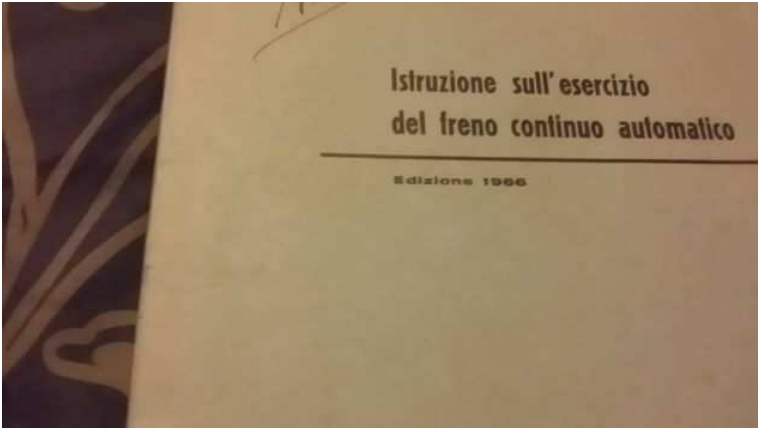 Istruzione sull'esercizio
del freno continuo automatico
Edizione 1966